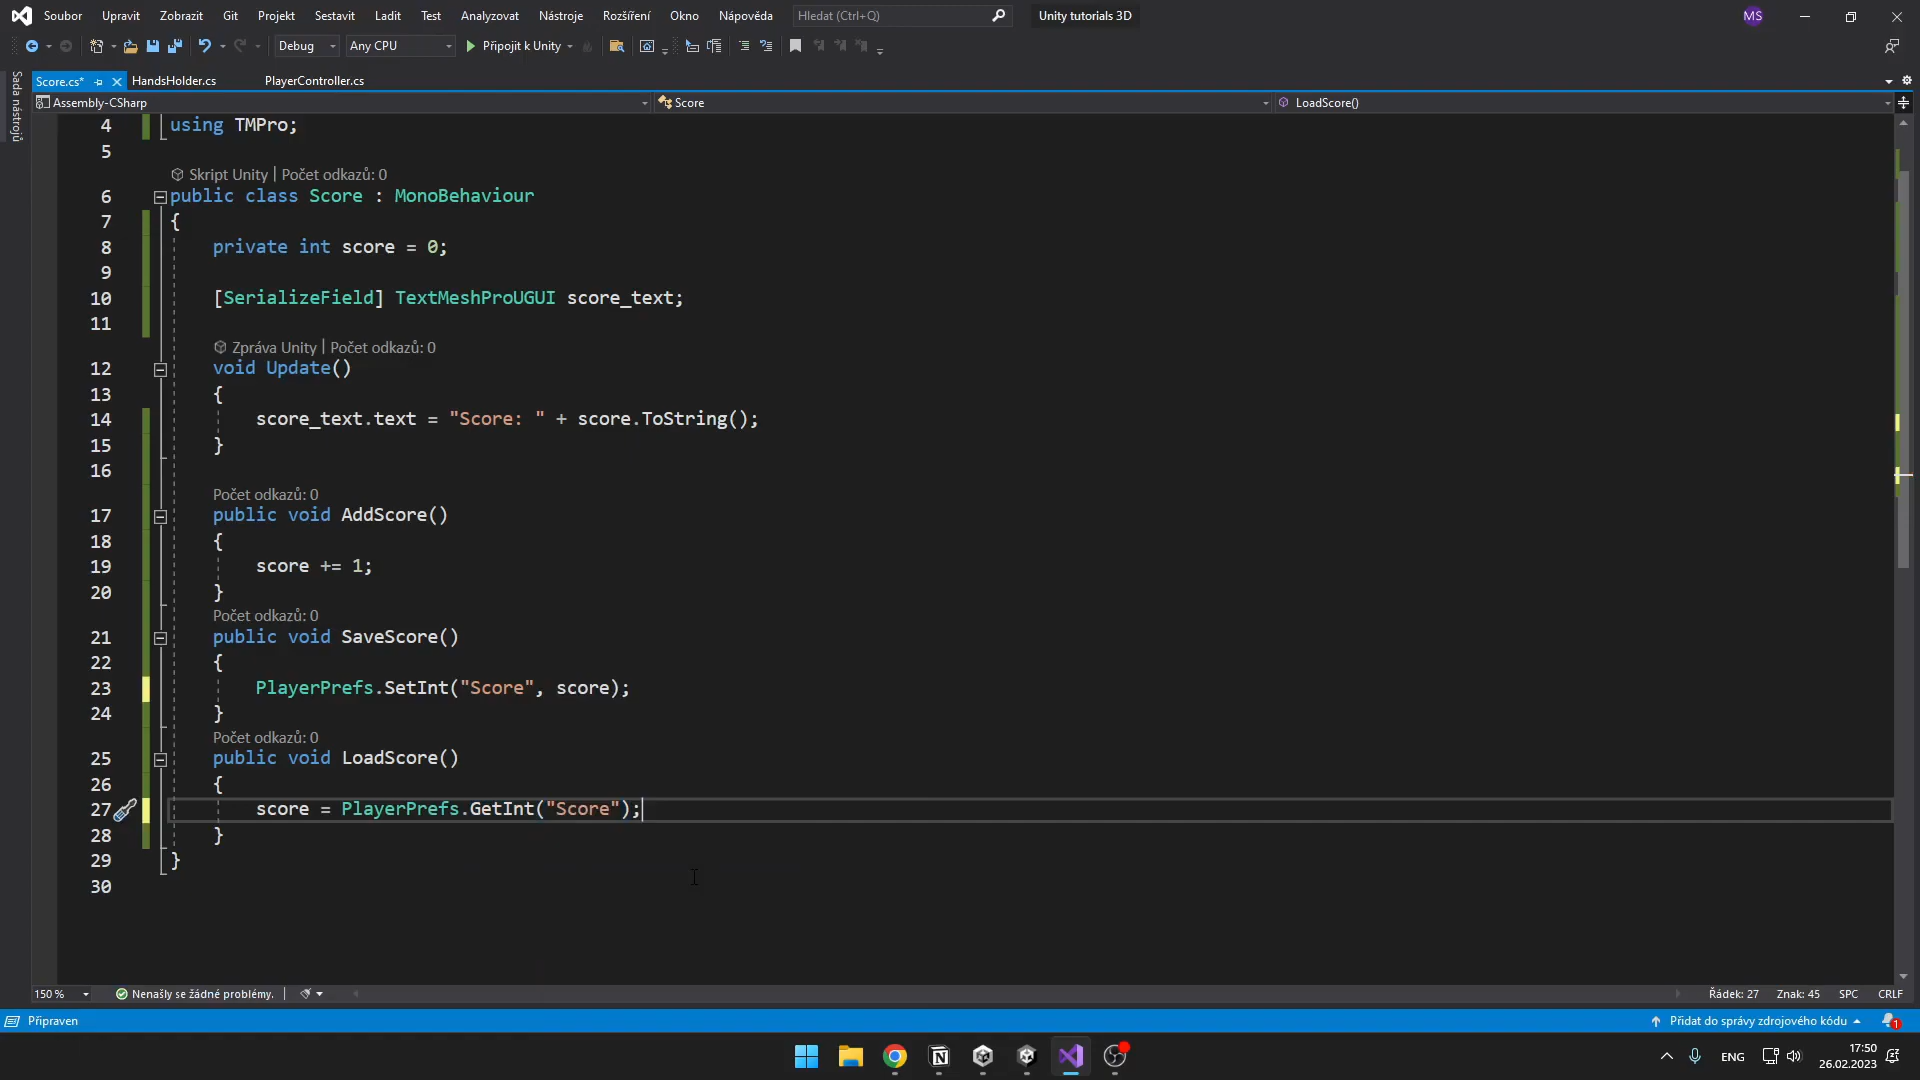 Soubor Upravit Zobrazit Git Projekt Sestavit Ladit Test Analyzovat Nástroje Rozšíření Okno Nápověda Hledat (Ctrl+Q) Unity tutorials 3D MS
Debug Any CPU Připojit k Unity
Sada nástrojů
Score.cs* HandsHolder.cs PlayerController.cs
Assembly-CSharp Score LoadScore()
4 using TMPro;
5
Skript Unity | Počet odkazů: 0
6 public class Score : MonoBehaviour
7 {
8 private int score = 0;
9
10 [SerializeField] TextMeshProUGUI score_text;
11
Zpráva Unity | Počet odkazů: 0
12 void Update()
13 {
14 score_text.text = "Score: " + score.ToString();
15 }
16
Počet odkazů: 0
17 public void AddScore()
18 {
19 score += 1;
20 }
Počet odkazů: 0
21 public void SaveScore()
22 {
23 PlayerPrefs.SetInt("Score", score);
24 }
Počet odkazů: 0
25 public void LoadScore()
26 {
27 score = PlayerPrefs.GetInt("Score");
28 }
29 }
30
150 % Nenašly se žádné problémy. Řádek: 27 Znak: 45 SPC CRLF
Připraven Přidat do správy zdrojového kódu 1
ENG 17:50
26.02.2023